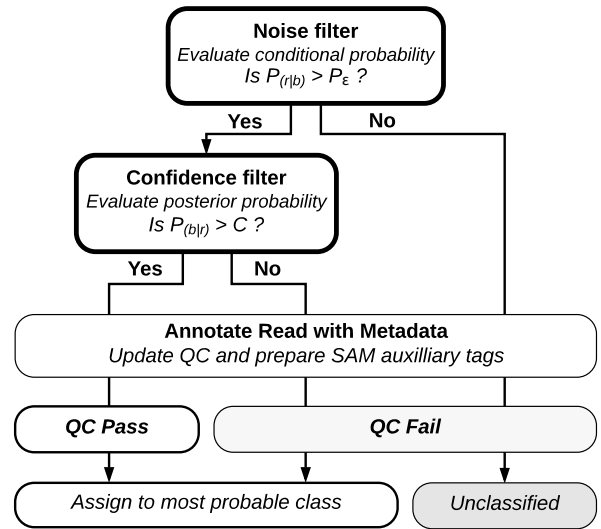 Noise filter
Evaluate conditional probability
Is P(r|b) > Pε ?
Yes
No
Confidence filter
Evaluate posterior probability
Is P(b|r) > C ?
Yes
No
Annotate Read with Metadata
Update QC and prepare SAM auxilliary tags
QC Pass
QC Fail
Assign to most probable class
Unclassified